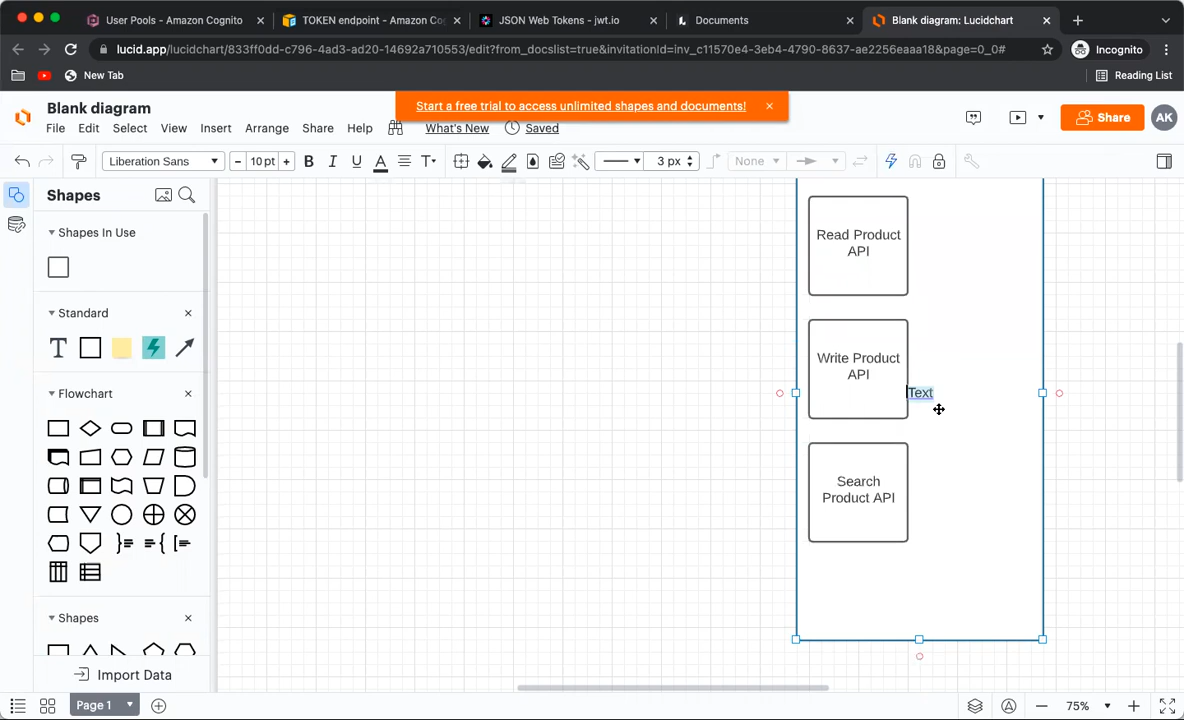 User Pools - Amazon Cognito
TOKEN endpoint - Amazon Co
JSON Web Tokens - jwt.io
Documents
Blank diagram: Lucidchart
lucid.app/lucidchart/833ff0dd-c796-4ad3-ad20-14692a710553/edit?from_docslist=true&invitationId=inv_c11570e4-3eb4-4790-8637-ae2256eaaa18&page=0_0#
Incognito
New Tab
Reading List
Blank diagram
Start a free trial to access unlimited shapes and documents!
File Edit Select View Insert Arrange Share Help What's New Saved
Share
AK
Liberation Sans
10 pt
B I U A T
3 px
None
Shapes
Shapes In Use
Standard
T
Flowchart
Shapes
Import Data
Read Product
API
Write Product
API
Text
Search
Product API
Page 1
75%